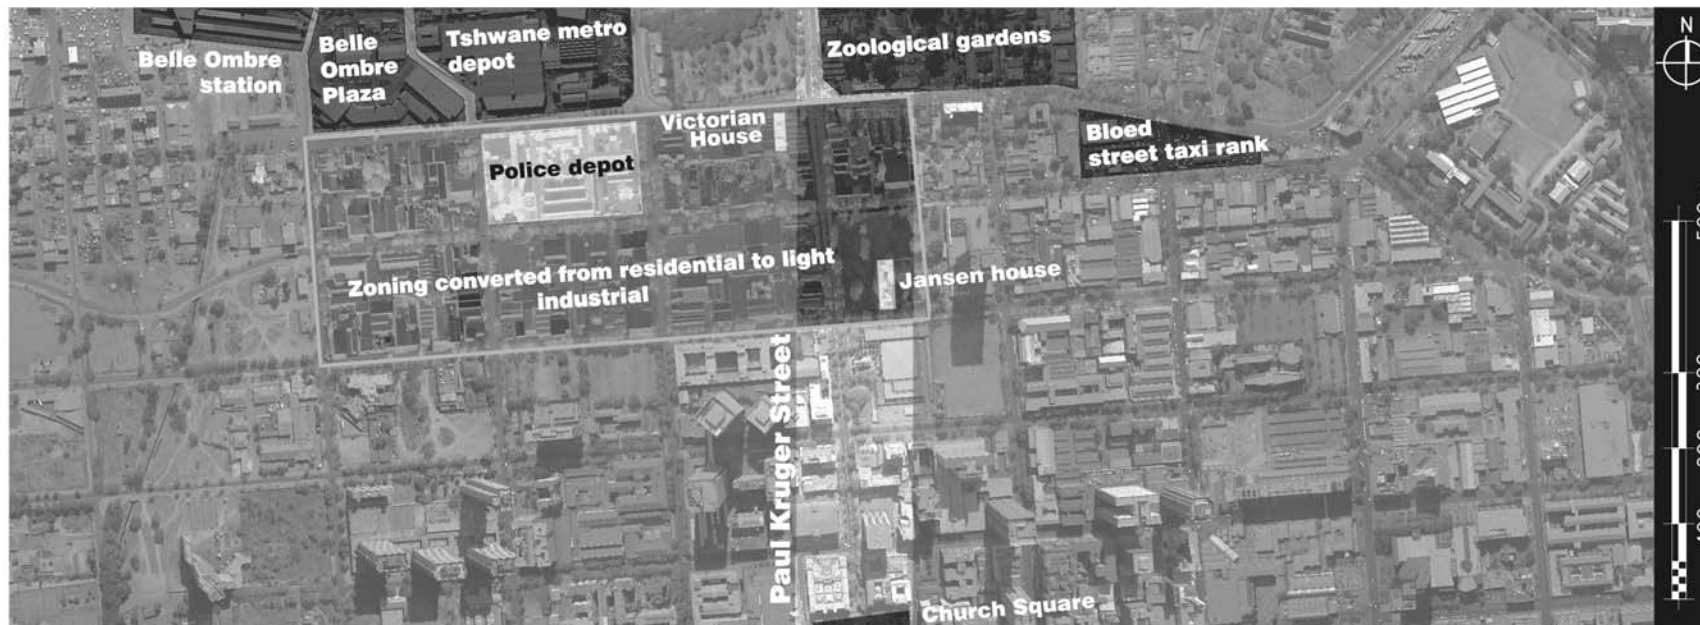 Belle Ombre
station
Belle
Ombre
Plaza
Tshwane metro
depot
Zoological gardens
N
Victorian
House
Police depot
Bloed
street taxi rank
Zoning converted from residential to light
industrial
Jansen house
Paul Kruger Street
Church Square